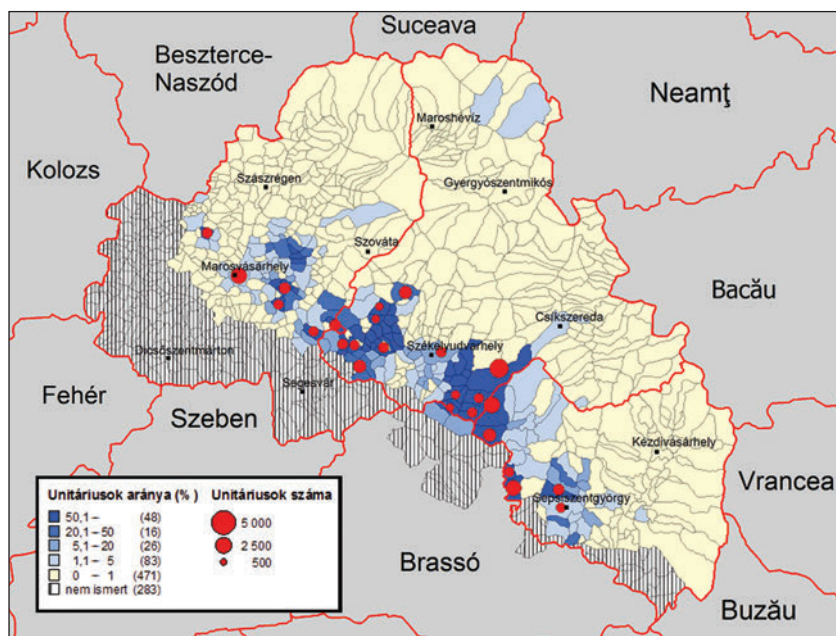 Suceava
Beszterce-
Naszód
Neamţ
Maroshévíz
Kolozs
Szászrégen
Gyergyószentmikós
Szováta
Marosvásárhely
Bacău
Csíkszereda
Székelyudvarhely
Dicsőszentmárton
Segesvár
Fehér
Szeben
Kézdivásárhely
Vrancea
Sepsiszentgyörgy
Brassó
Buzău
Unitáriusok aránya (%) Unitáriusok száma
50,1 – (48)
20,1 – 50 (16)
5,1 – 20 (26)
1,1 – 5 (83)
0 – 1 (471)
nem ismert (283)
5 000
2 500
500